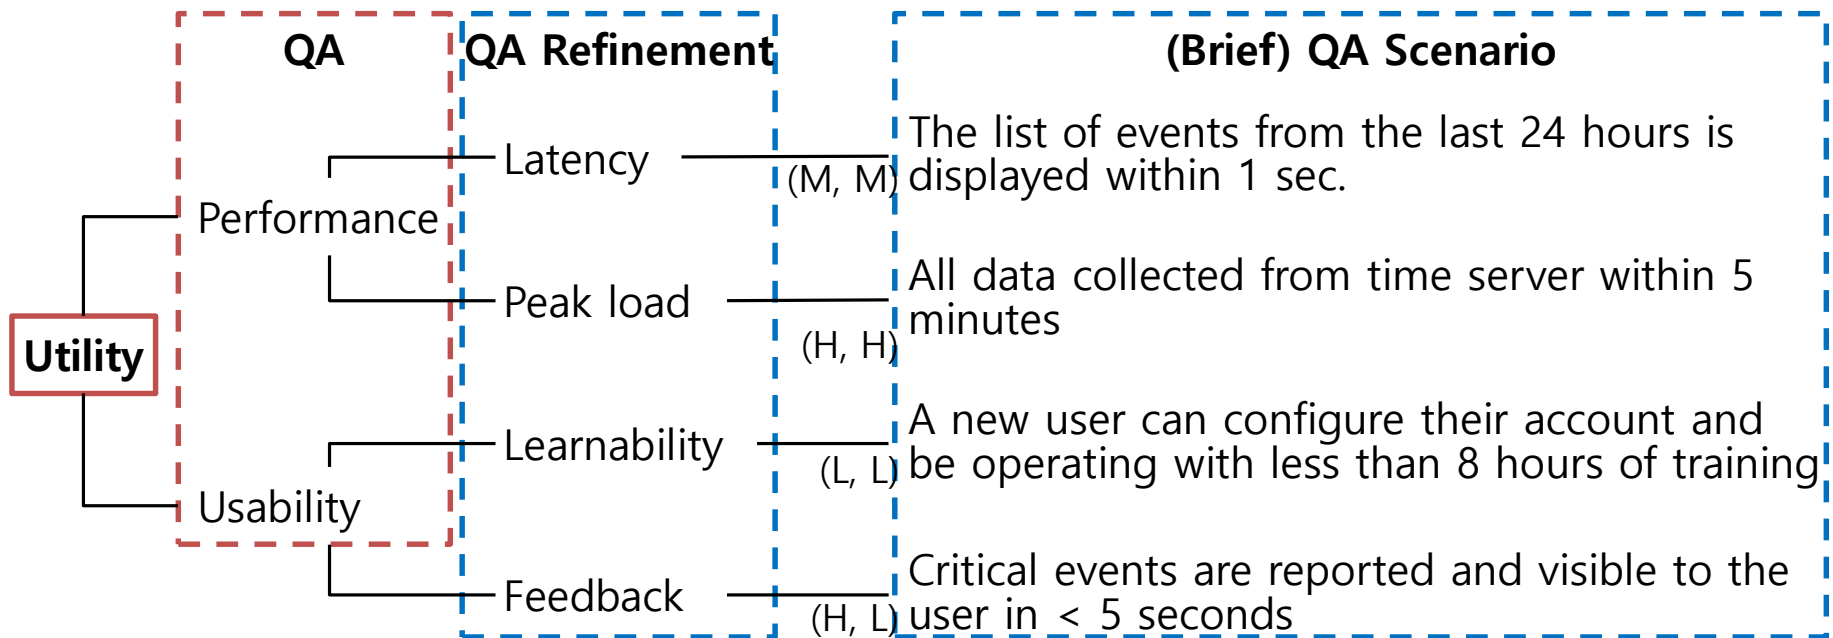 QA
QA Refinement
(Brief) QA Scenario
Utility
Performance
Latency
(M, M)
The list of events from the last 24 hours is
displayed within 1 sec.
Peak load
(H, H)
All data collected from time server within 5
minutes
Usability
Learnability
(L, L)
A new user can configure their account and
be operating with less than 8 hours of training
Feedback
(H, L)
Critical events are reported and visible to the
user in < 5 seconds